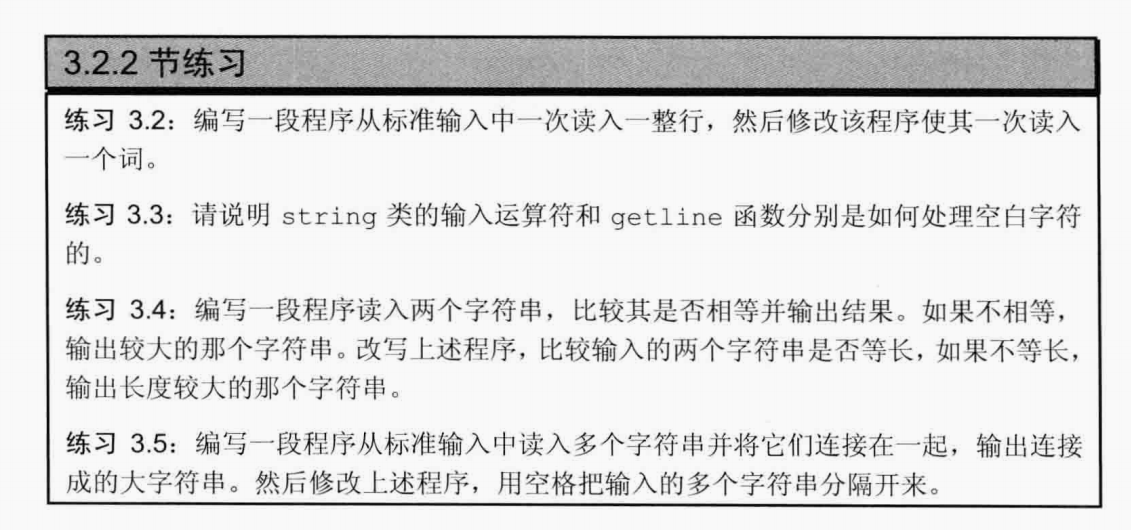 3.2.2 节练习
练习 3.2：编写一段程序从标准输入中一次读入一整行，然后修改该程序使其一次读入
一个词。
练习 3.3：请说明 string 类的输入运算符和 getline 函数分别是如何处理空白字符
的。
练习 3.4：编写一段程序读入两个字符串，比较其是否相等并输出结果。如果不相等，
输出较大的那个字符串。改写上述程序，比较输入的两个字符串是否等长，如果不等长，
输出长度较大的那个字符串。
练习 3.5：编写一段程序从标准输入中读入多个字符串并将它们连接在一起，输出连接
成的大字符串。然后修改上述程序，用空格把输入的多个字符串分隔开来。